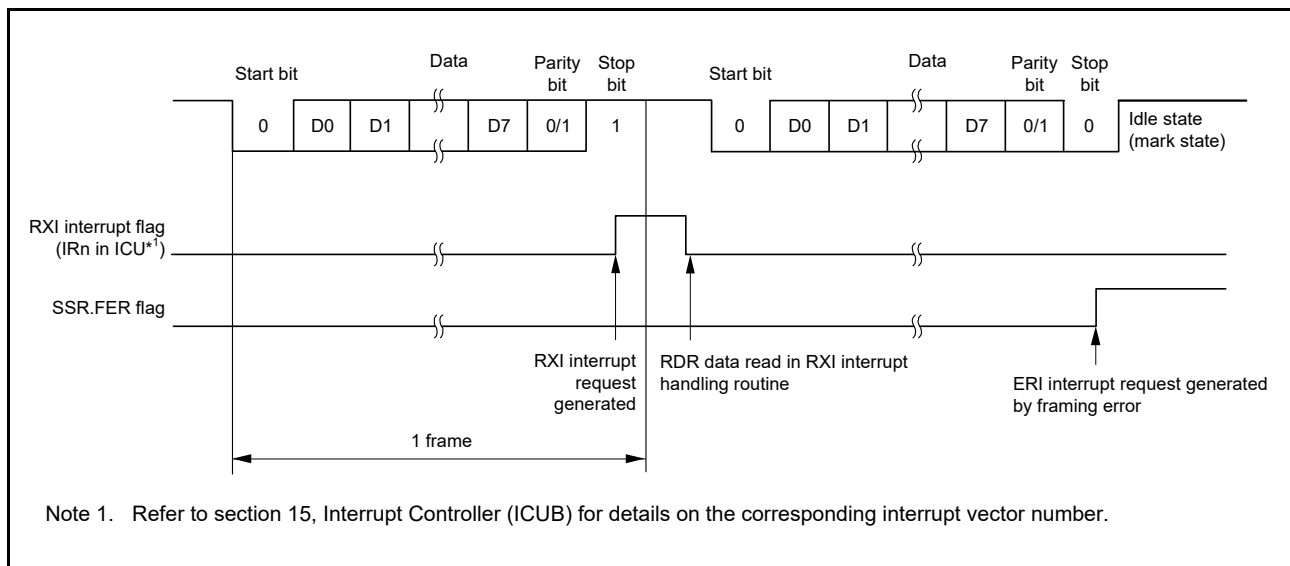 Start bit
Data
Parity
bit
Stop
bit
Start bit
Data
Parity
bit
Stop
bit
0
D0
D1
D7
0/1
1
0
D0
D1
D7
0/1
0
Idle state
(mark state)
RXI interrupt flag
(IRn in ICU*1)
SSR.FER flag
RXI interrupt
request
generated
RDR data read in RXI interrupt
handling routine
ERI interrupt request generated
by framing error
1 frame
Note 1. Refer to section 15, Interrupt Controller (ICUB) for details on the corresponding interrupt vector number.